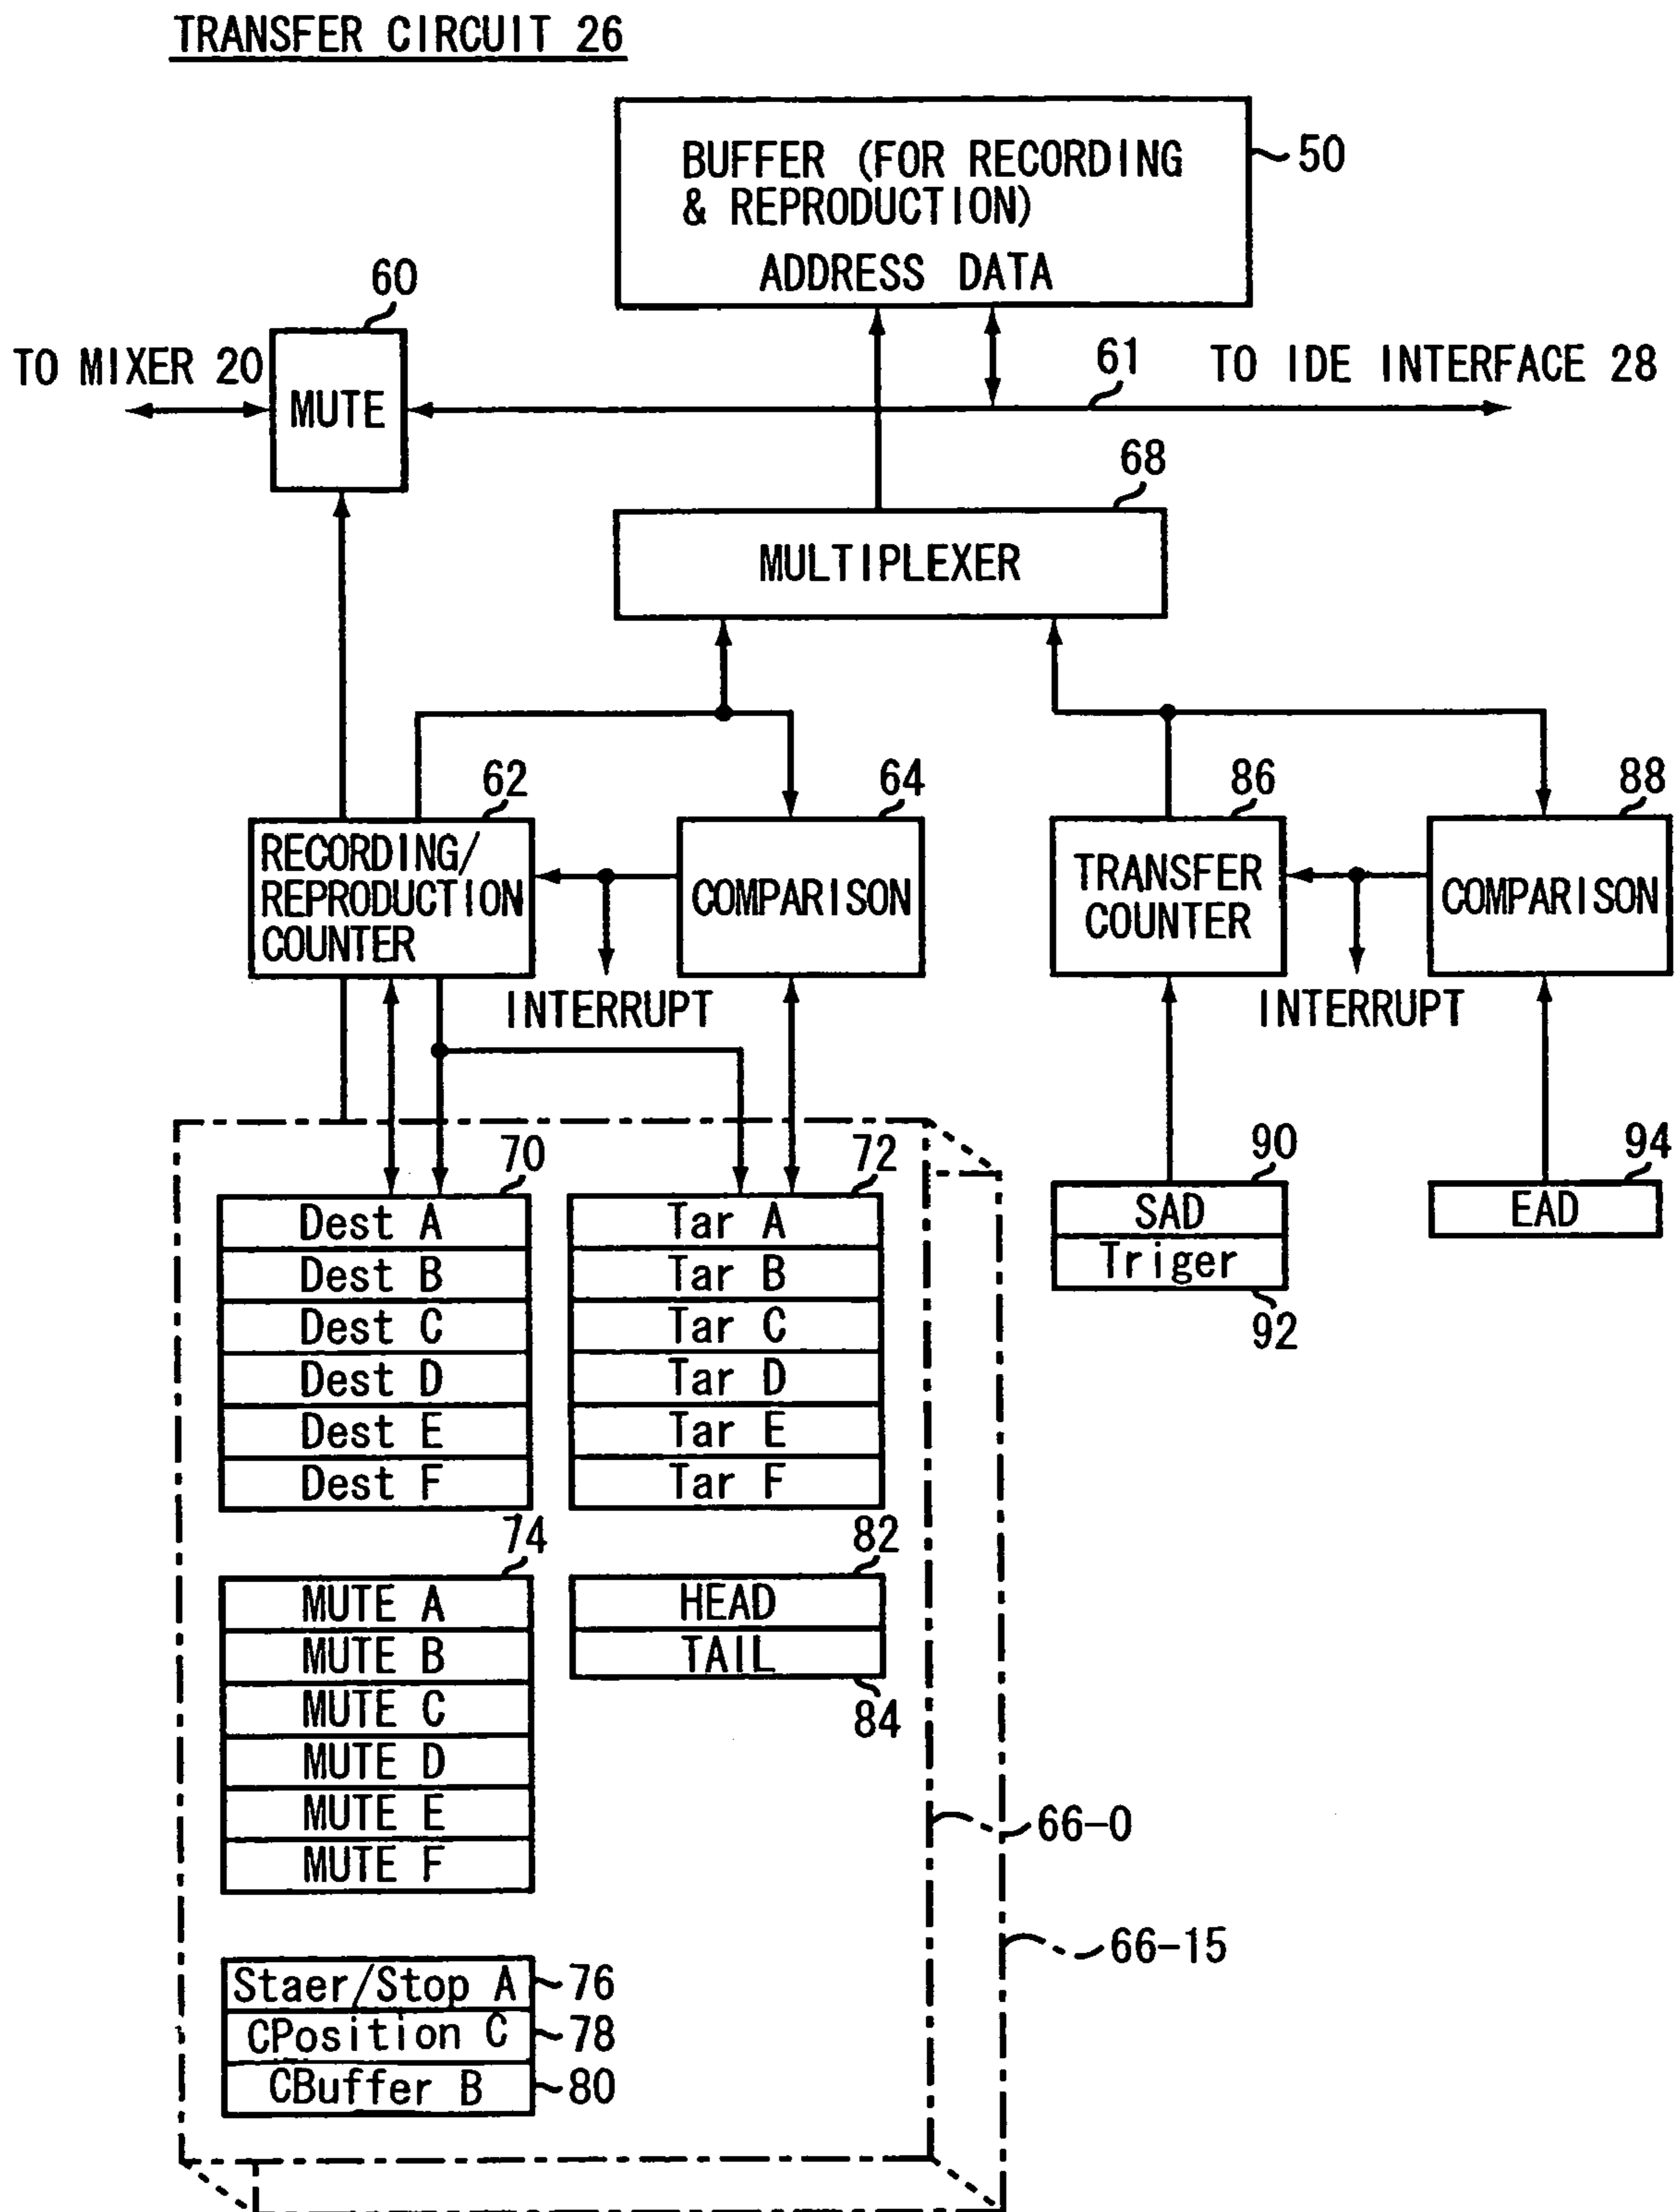 TRANSFER CIRCUIT 26
BUFFER (FOR RECORDING
& REPRODUCTION)
ADDRESS DATA
50
60
TO MIXER 20
MUTE
61
TO IDE INTERFACE 28
68
MULTIPLEXER
62
RECORDING/
REPRODUCTION
COUNTER
64
COMPARISON
INTERRUPT
86
TRANSFER
COUNTER
88
COMPARISON
INTERRUPT
70
Dest A
Dest B
Dest C
Dest D
Dest E
Dest F
72
Tar A
Tar B
Tar C
Tar D
Tar E
Tar F
90
SAD
Triger
92
94
EAD
74
MUTE A
MUTE B
MUTE C
MUTE D
MUTE E
MUTE F
82
HEAD
TAIL
84
66-0
66-15
Staer/Stop A 76
CPosition C 78
CBuffer B 80